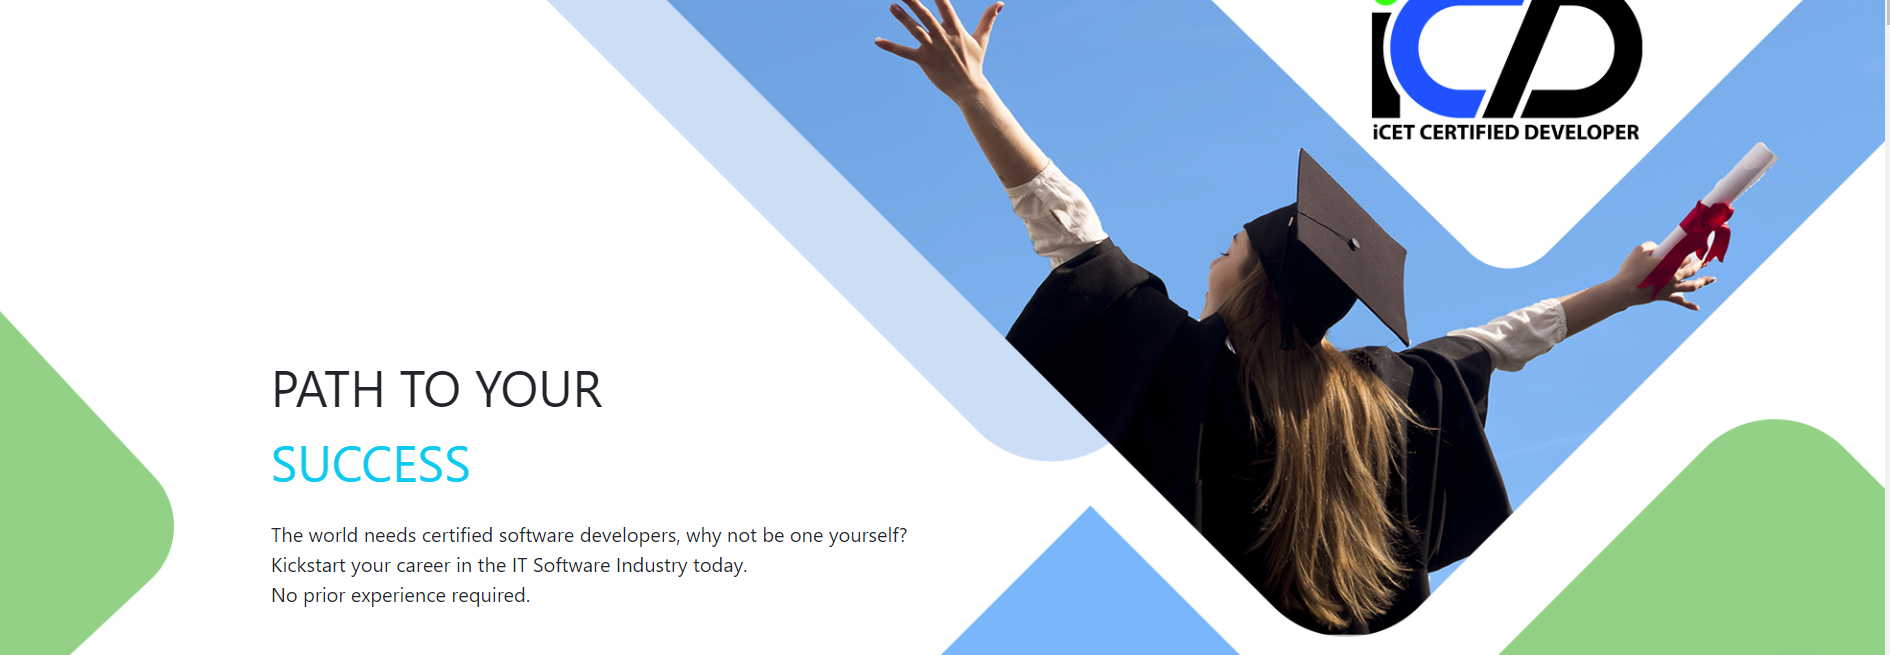 iCD
iCET CERTIFIED DEVELOPER
PATH TO YOUR
SUCCESS
The world needs certified software developers, why not be one yourself?
Kickstart your career in the IT Software Industry today.
No prior experience required.